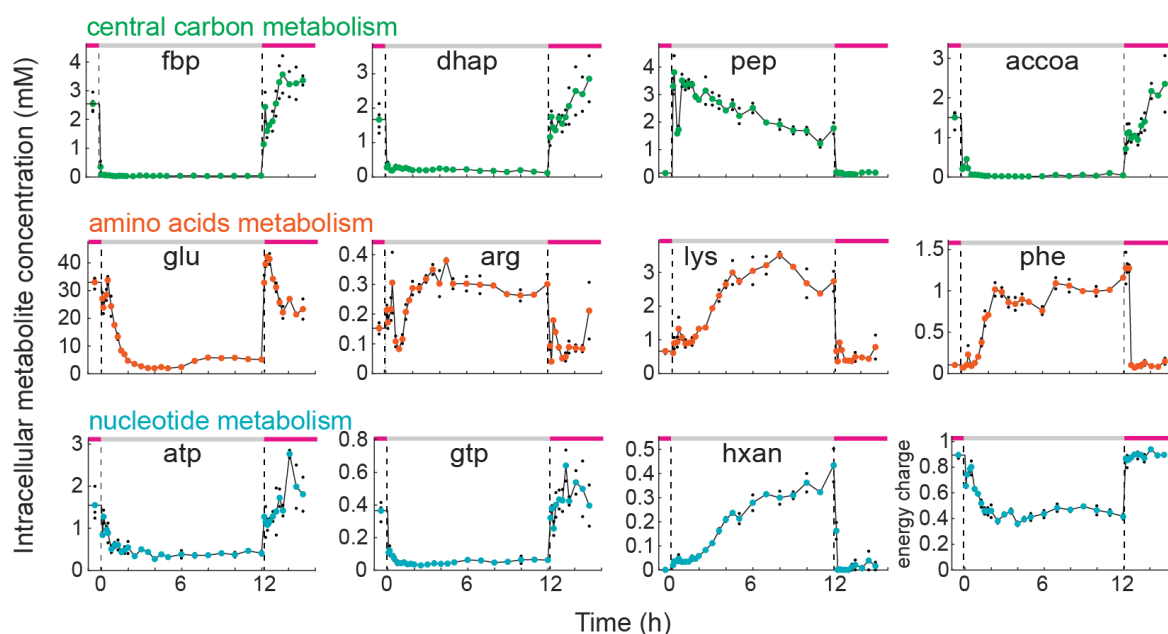 central carbon metabolism
fbp
dhap
pep
accoa
4
3
2
1
0
4
3
2
1
0
4
3
2
1
0
3
2
1
0
amino acids metabolism
glu
arg
lys
phe
40
30
20
10
0
0.4
0.3
0.2
0.1
0
3
2
1
0
1.5
1
0.5
0
nucleotide metabolism
atp
gtp
hxan
energy charge
3
2
1
0
0.8
0.6
0.4
0.2
0
0.5
0.4
0.3
0.2
0.1
0
1
0.8
0.6
0.4
0.2
0
0 6 12
0 6 12
0 6 12
0 6 12
Intracellular metabolite concentration (mM)
Time (h)